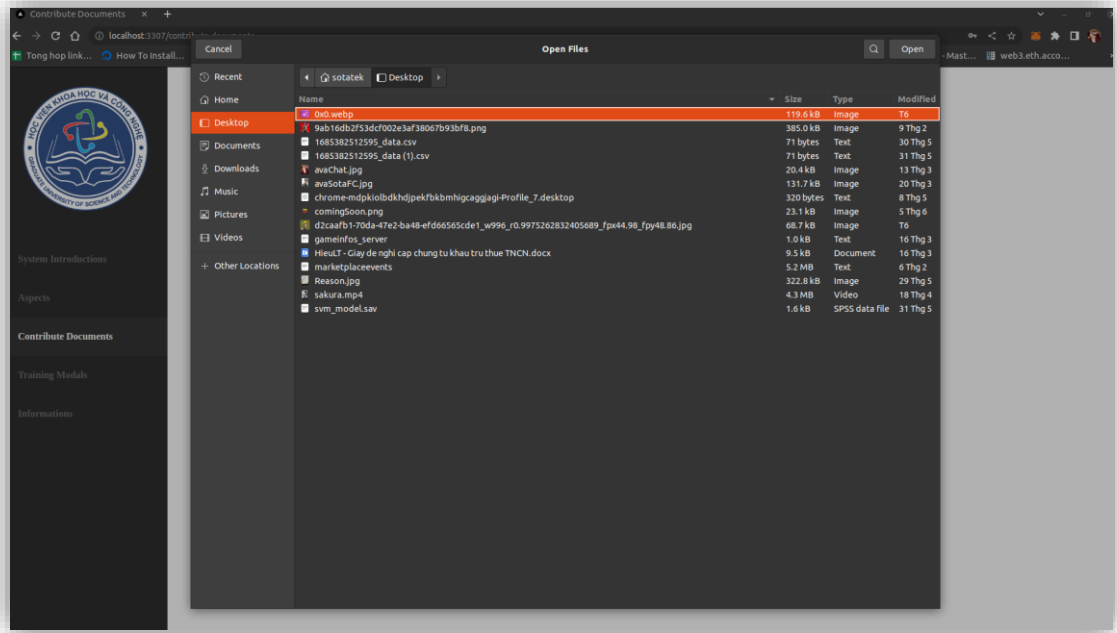 Contribute Documents × +
localhost:3307/contribute-documents
Tong hop link... How To Install... -Mast... web3.eth.acco...
Cancel Open Files Open
Recent
Home
Desktop
Documents
Downloads
Music
Pictures
Videos
+ Other Locations
sotatek Desktop
Name Size Type Modified
0x0.webp 119.6 kB Image T6
9ab16db2f53dcf002e3af38067b93bf8.png 385.0 kB Image 9 Thg 2
1685382512595_data.csv 71 bytes Text 30 Thg 5
1685382512595_data (1).csv 71 bytes Text 31 Thg 5
avaChat.jpg 20.4 kB Image 13 Thg 3
avaSotaFC.jpg 131.7 kB Image 20 Thg 3
chrome-mdpkiolbdkhdjpekfbkbmhigcaggjagi-Profile_7.desktop 320 bytes Text 8 Thg 5
comingSoon.png 23.1 kB Image 5 Thg 6
d2caafb1-70da-47e2-ba48-efd66565cde1_w996_r0.9975262832405689_fpx44.98_fpy48.86.jpg 68.7 kB Image T6
gameinfos_server 1.0 kB Text 16 Thg 3
HieuLT - Giay de nghi cap chung tu khau tru thue TNCN.docx 9.5 kB Document 16 Thg 3
marketplaceevents 5.2 MB Text 6 Thg 2
Reason.jpg 322.8 kB Image 29 Thg 5
sakura.mp4 4.3 MB Video 18 Thg 4
svm_model.sav 1.6 kB SPSS data file 31 Thg 5
HỌC VIỆN KHOA HỌC VÀ CÔNG NGHỆ
GRADUATE UNIVERSITY OF SCIENCE AND TECHNOLOGY
System Introductions
Aspects
Contribute Documents
Training Modals
Informations